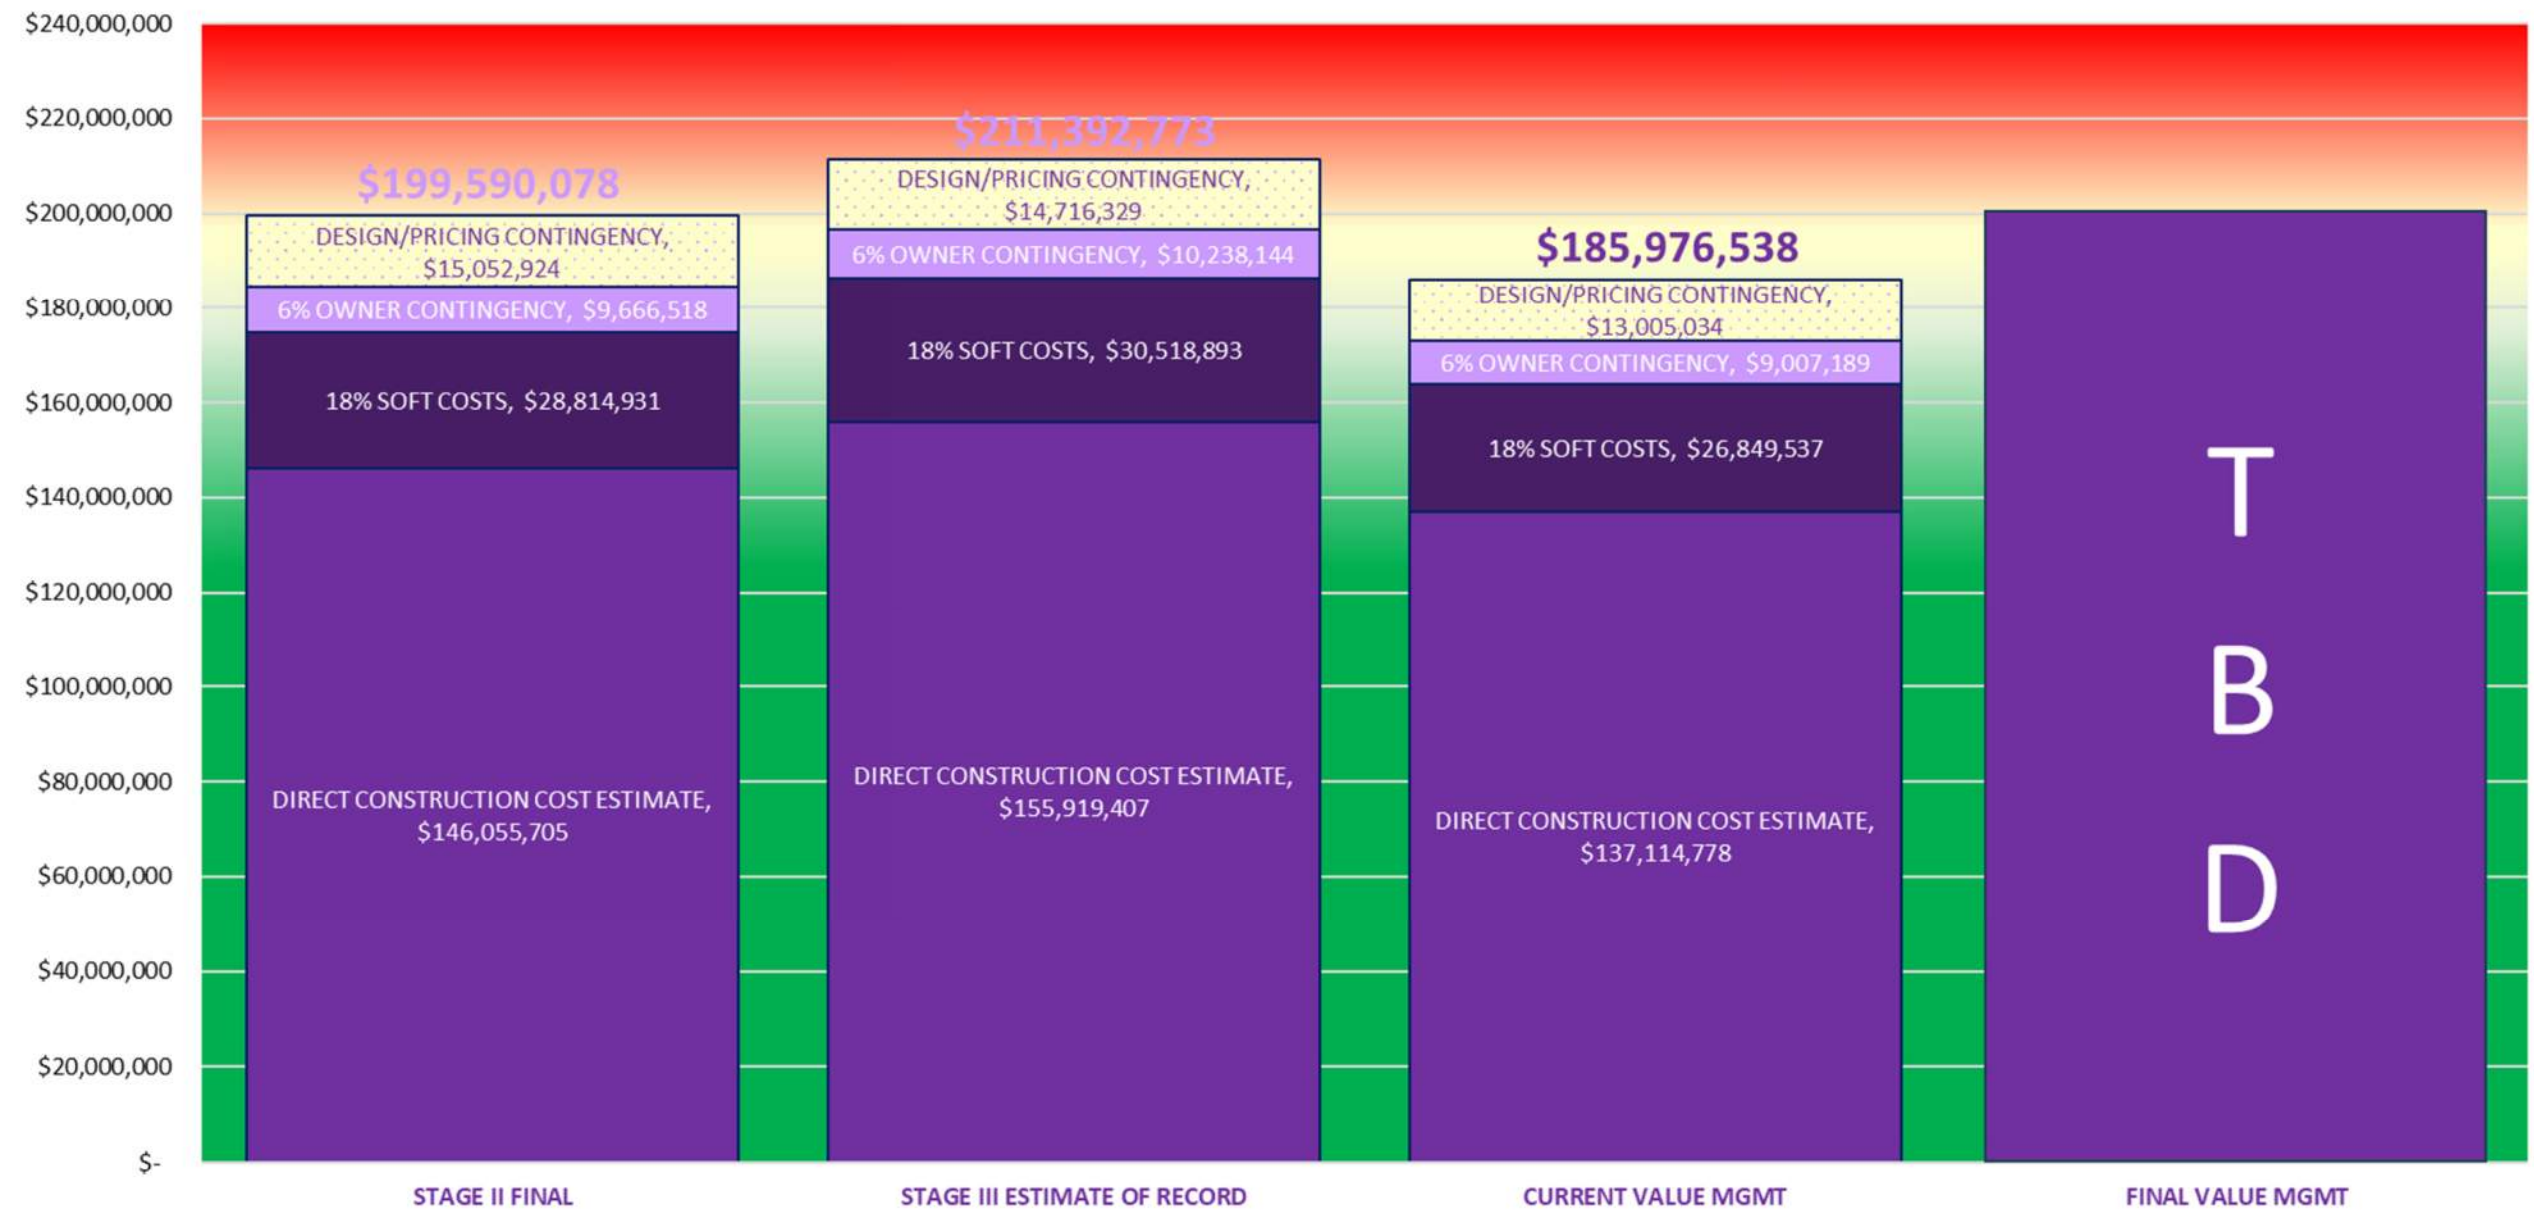 $240,000,000
$220,000,000
$200,000,000
$180,000,000
$160,000,000
$140,000,000
$120,000,000
$100,000,000
$80,000,000
$60,000,000
$40,000,000
$20,000,000
$-
$199,590,078
DESIGN/PRICING CONTINGENCY,
$15,052,924
6% OWNER CONTINGENCY, $9,666,518
18% SOFT COSTS, $28,814,931
DIRECT CONSTRUCTION COST ESTIMATE,
$146,055,705
STAGE II FINAL
$211,392,773
DESIGN/PRICING CONTINGENCY,
$14,716,329
6% OWNER CONTINGENCY, $10,238,144
18% SOFT COSTS, $30,518,893
DIRECT CONSTRUCTION COST ESTIMATE,
$155,919,407
STAGE III ESTIMATE OF RECORD
$185,976,538
DESIGN/PRICING CONTINGENCY,
$13,005,034
6% OWNER CONTINGENCY, $9,007,189
18% SOFT COSTS, $26,849,537
DIRECT CONSTRUCTION COST ESTIMATE,
$137,114,778
CURRENT VALUE MGMT
T
B
D
FINAL VALUE MGMT